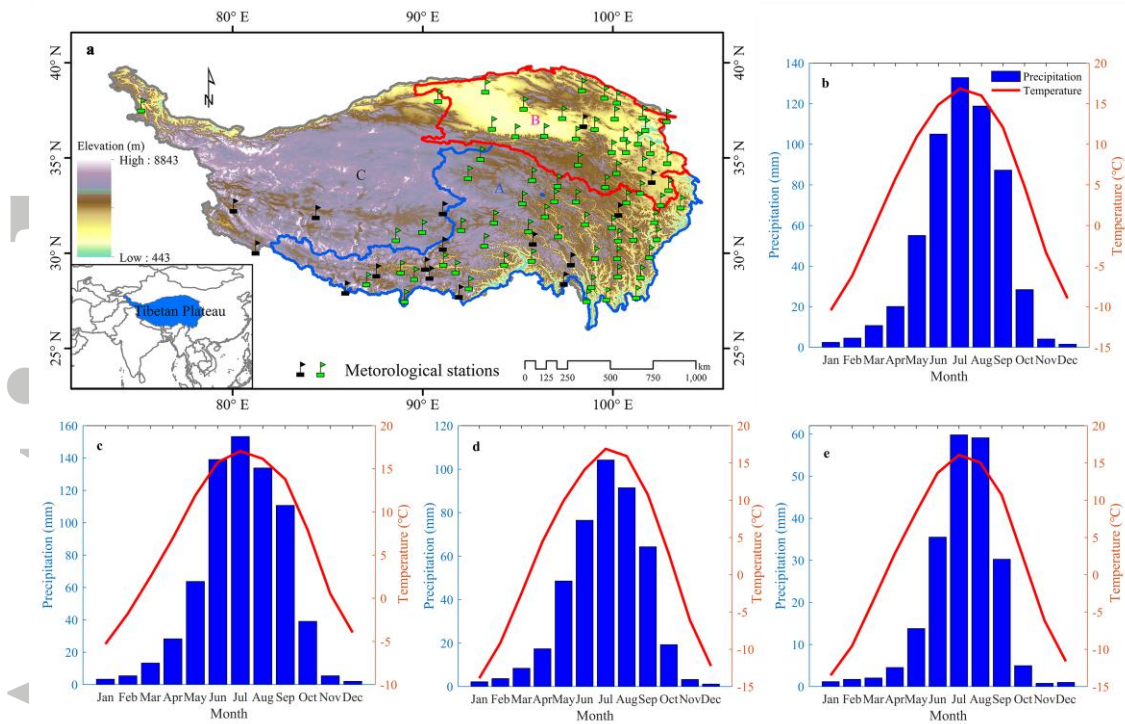 a
80° E
90° E
100° E
40° N
35° N
30° N
25° N
40° N
35° N
30° N
25° N
N
B
C
A
Elevation (m)
High : 8843
Low : 443
Tibetan Plateau
Metorological stations
km
0 125 250 500 750 1,000
80° E
90° E
100° E
b
Precipitation
Temperature
Precipitation (mm)
140
120
100
80
60
40
20
0
Temperature (℃)
20
15
10
5
0
-5
-10
-15
Jan Feb Mar Apr May Jun Jul Aug Sep Oct Nov Dec
Month
c
Precipitation (mm)
160
140
120
100
80
60
40
20
0
Temperature (℃)
20
15
10
5
0
-5
-10
Jan Feb Mar Apr May Jun Jul Aug Sep Oct Nov Dec
Month
d
Precipitation (mm)
120
100
80
60
40
20
0
Temperature (℃)
20
15
10
5
0
-5
-10
-15
Jan Feb Mar Apr May Jun Jul Aug Sep Oct Nov Dec
Month
e
Precipitation (mm)
60
50
40
30
20
10
0
Temperature (℃)
20
15
10
5
0
-5
-10
-15
Jan Feb Mar Apr May Jun Jul Aug Sep Oct Nov Dec
Month